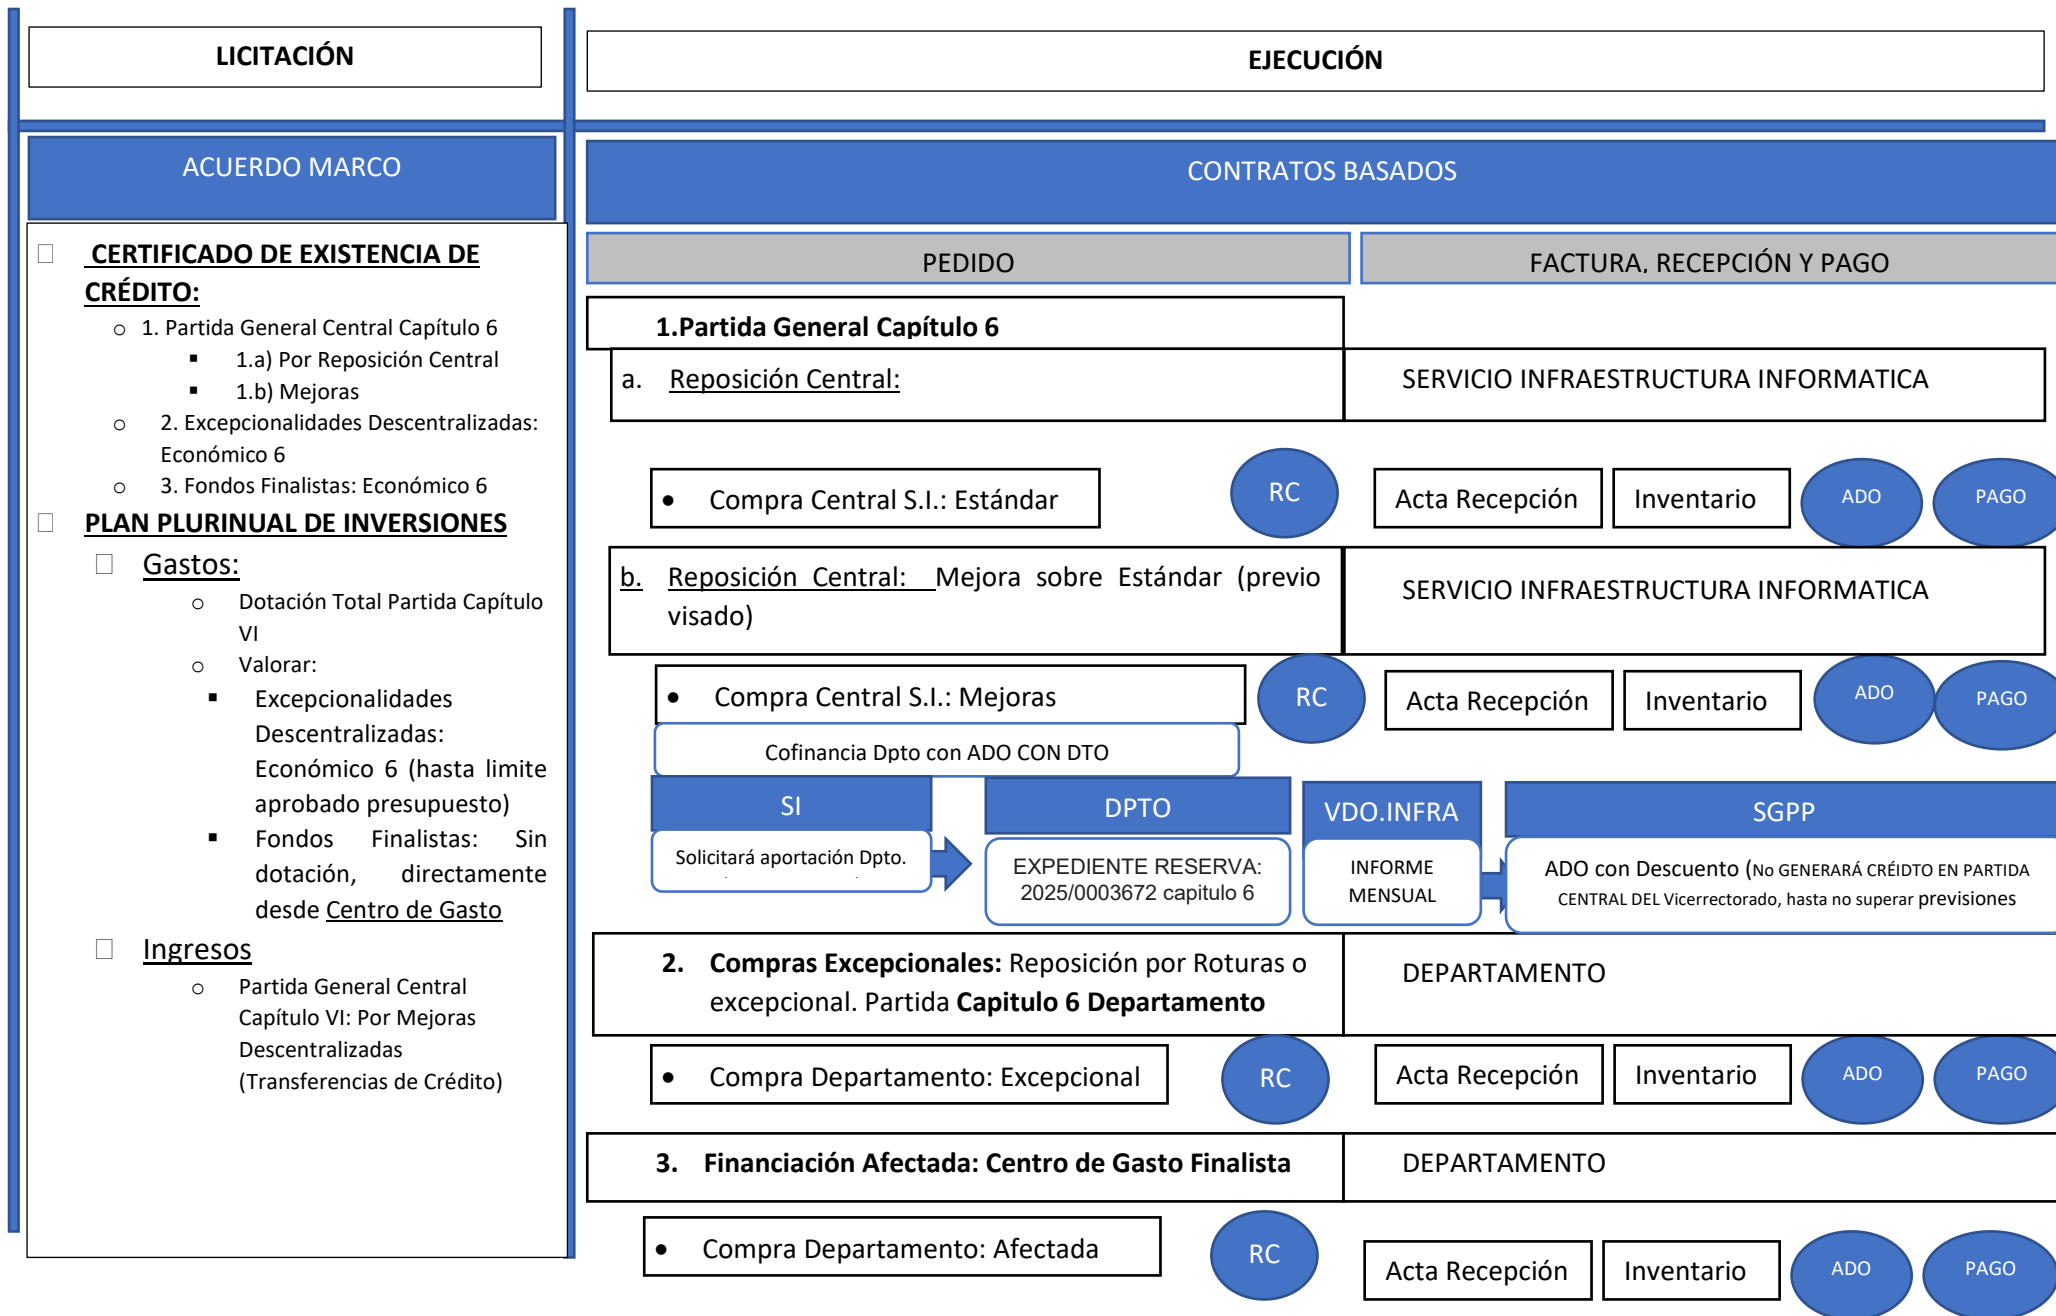 LICITACIÓN
EJECUCIÓN
ACUERDO MARCO
CERTIFICADO DE EXISTENCIA DE
CRÉDITO:
o 1. Partida General Central Capítulo 6
▪ 1.a) Por Reposición Central
▪ 1.b) Mejoras
o 2. Excepcionalidades Descentralizadas:
Económico 6
o 3. Fondos Finalistas: Económico 6
PLAN PLURINUAL DE INVERSIONES
Gastos:
o Dotación Total Partida Capítulo
VI
o Valorar:
▪ Excepcionalidades
Descentralizadas:
Económico 6 (hasta limite
aprobado presupuesto)
▪ Fondos Finalistas: Sin
dotación, directamente
desde Centro de Gasto
Ingresos
o Partida General Central
Capítulo VI: Por Mejoras
Descentralizadas
(Transferencias de Crédito)
CONTRATOS BASADOS
PEDIDO
FACTURA, RECEPCIÓN Y PAGO
1.Partida General Capítulo 6
a. Reposición Central:
SERVICIO INFRAESTRUCTURA INFORMATICA
• Compra Central S.I.: Estándar
RC
Acta Recepción
Inventario
ADO
PAGO
b. Reposición Central: Mejora sobre Estándar (previo
visado)
SERVICIO INFRAESTRUCTURA INFORMATICA
• Compra Central S.I.: Mejoras
RC
Acta Recepción
Inventario
ADO
PAGO
Cofinancia Dpto con ADO CON DTO
SI
Solicitará aportación Dpto.
DPTO
EXPEDIENTE RESERVA:
2025/0003672 capitulo 6
VDO.INFRA
INFORME
MENSUAL
SGPP
ADO con Descuento (No GENERARÁ CRÉIDTO EN PARTIDA
CENTRAL DEL Vicerrectorado, hasta no superar previsiones
2. Compras Excepcionales: Reposición por Roturas o
excepcional. Partida Capitulo 6 Departamento
DEPARTAMENTO
• Compra Departamento: Excepcional
RC
Acta Recepción
Inventario
ADO
PAGO
3. Financiación Afectada: Centro de Gasto Finalista
DEPARTAMENTO
• Compra Departamento: Afectada
RC
Acta Recepción
Inventario
ADO
PAGO